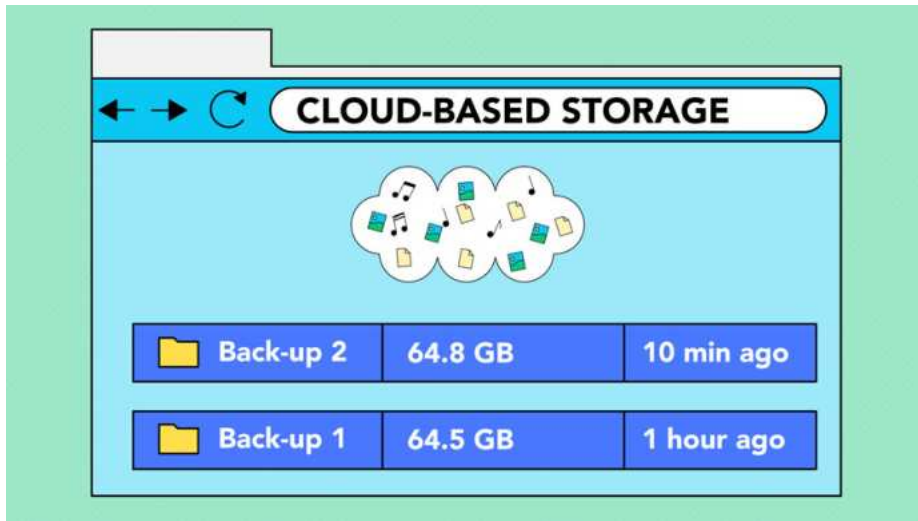 CLOUD-BASED STORAGE
Back-up 2 64.8 GB 10 min ago
Back-up 1 64.5 GB 1 hour ago